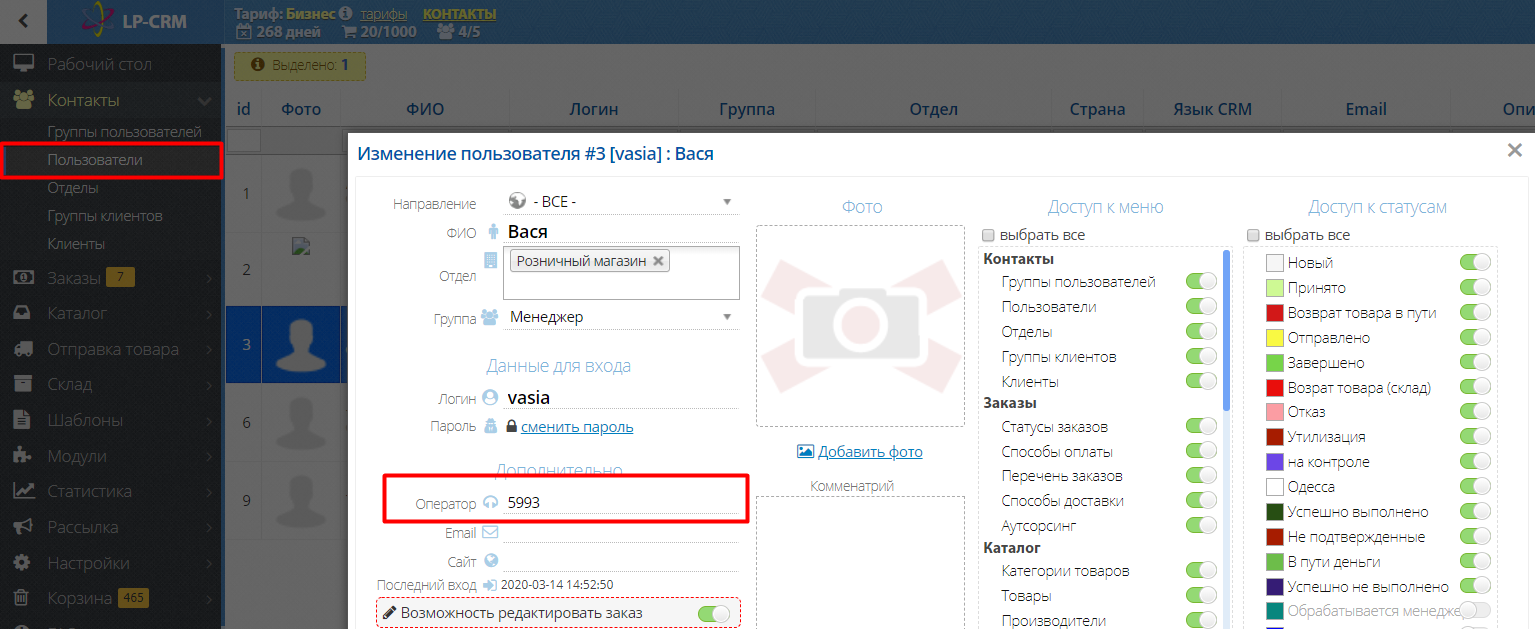 LP-CRM
Тариф: Бизнес тарифы КОНТАКТЫ
268 дней 20/1000 4/5
Рабочий стол
Контакты
Группы пользователей
Пользователи
Отделы
Группы клиентов
Клиенты
Заказы 7
Каталог
Отправка товара
Склад
Шаблоны
Модули
Статистика
Рассылка
Настройки
Корзина 465
Выделено: 1
id Фото ФИО Логин Группа Отдел Страна Язык CRM Email Опи
1
2
3
6
9
Изменение пользователя #3 [vasia] : Вася
Направление - ВСЕ -
ФИО Вася
Отдел Розничный магазин
Группа Менеджер
Данные для входа
Логин vasia
Пароль сменить пароль
Дополнительно
Оператор 5993
Email
Сайт
Последний вход 2020-03-14 14:52:50
Возможность редактировать заказ
Фото
Добавить фото
Комменатрий
Доступ к меню
выбрать все
Контакты
Группы пользователей
Пользователи
Отделы
Группы клиентов
Клиенты
Заказы
Статусы заказов
Способы оплаты
Перечень заказов
Способы доставки
Аутсорсинг
Каталог
Категории товаров
Товары
Производители
Доступ к статусам
выбрать все
Новый
Принято
Возврат товара в пути
Отправлено
Завершено
Возрат товара (склад)
Отказ
Утилизация
на контроле
Одесса
Успешно выполнено
Не подтвержденные
В пути деньги
Успешно не выполнено
Обрабатывается менедже